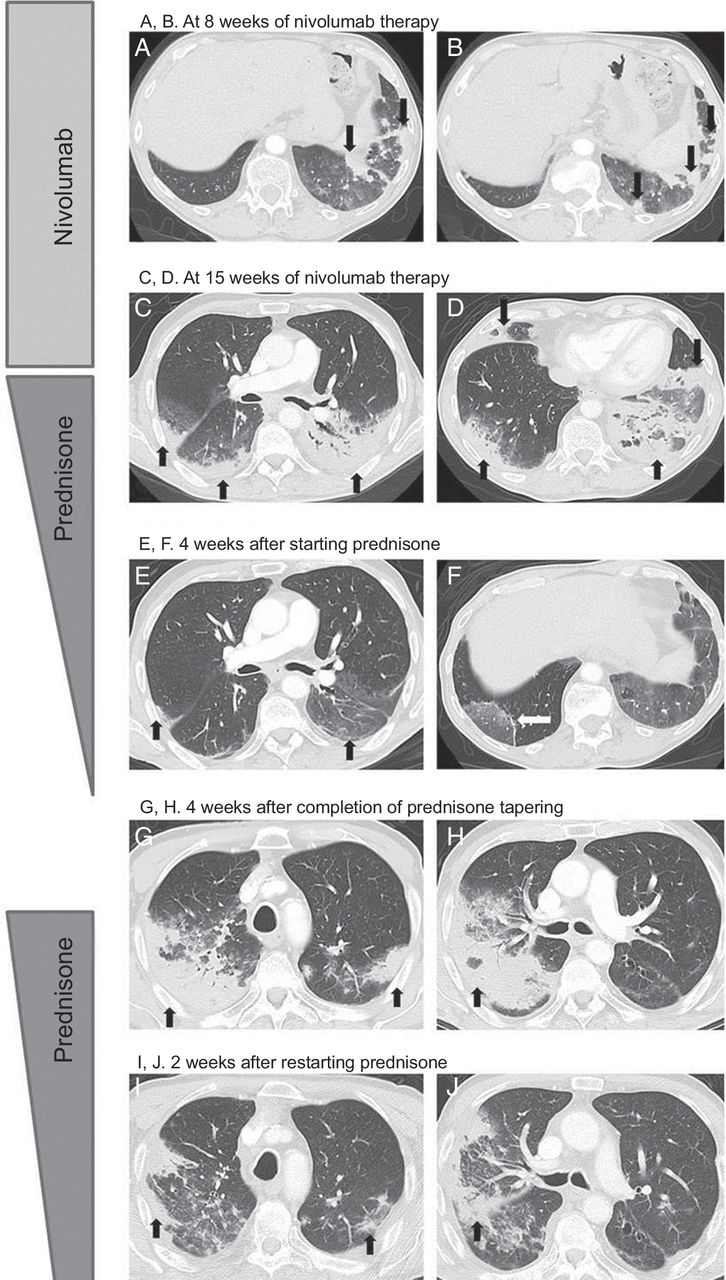 A, B. At 8 weeks of nivolumab therapy
A
B
Nivolumab
C, D. At 15 weeks of nivolumab therapy
C
D
Prednisone
E, F. 4 weeks after starting prednisone
E
F
G, H. 4 weeks after completion of prednisone tapering
G
H
Prednisone
I, J. 2 weeks after restarting prednisone
I
J